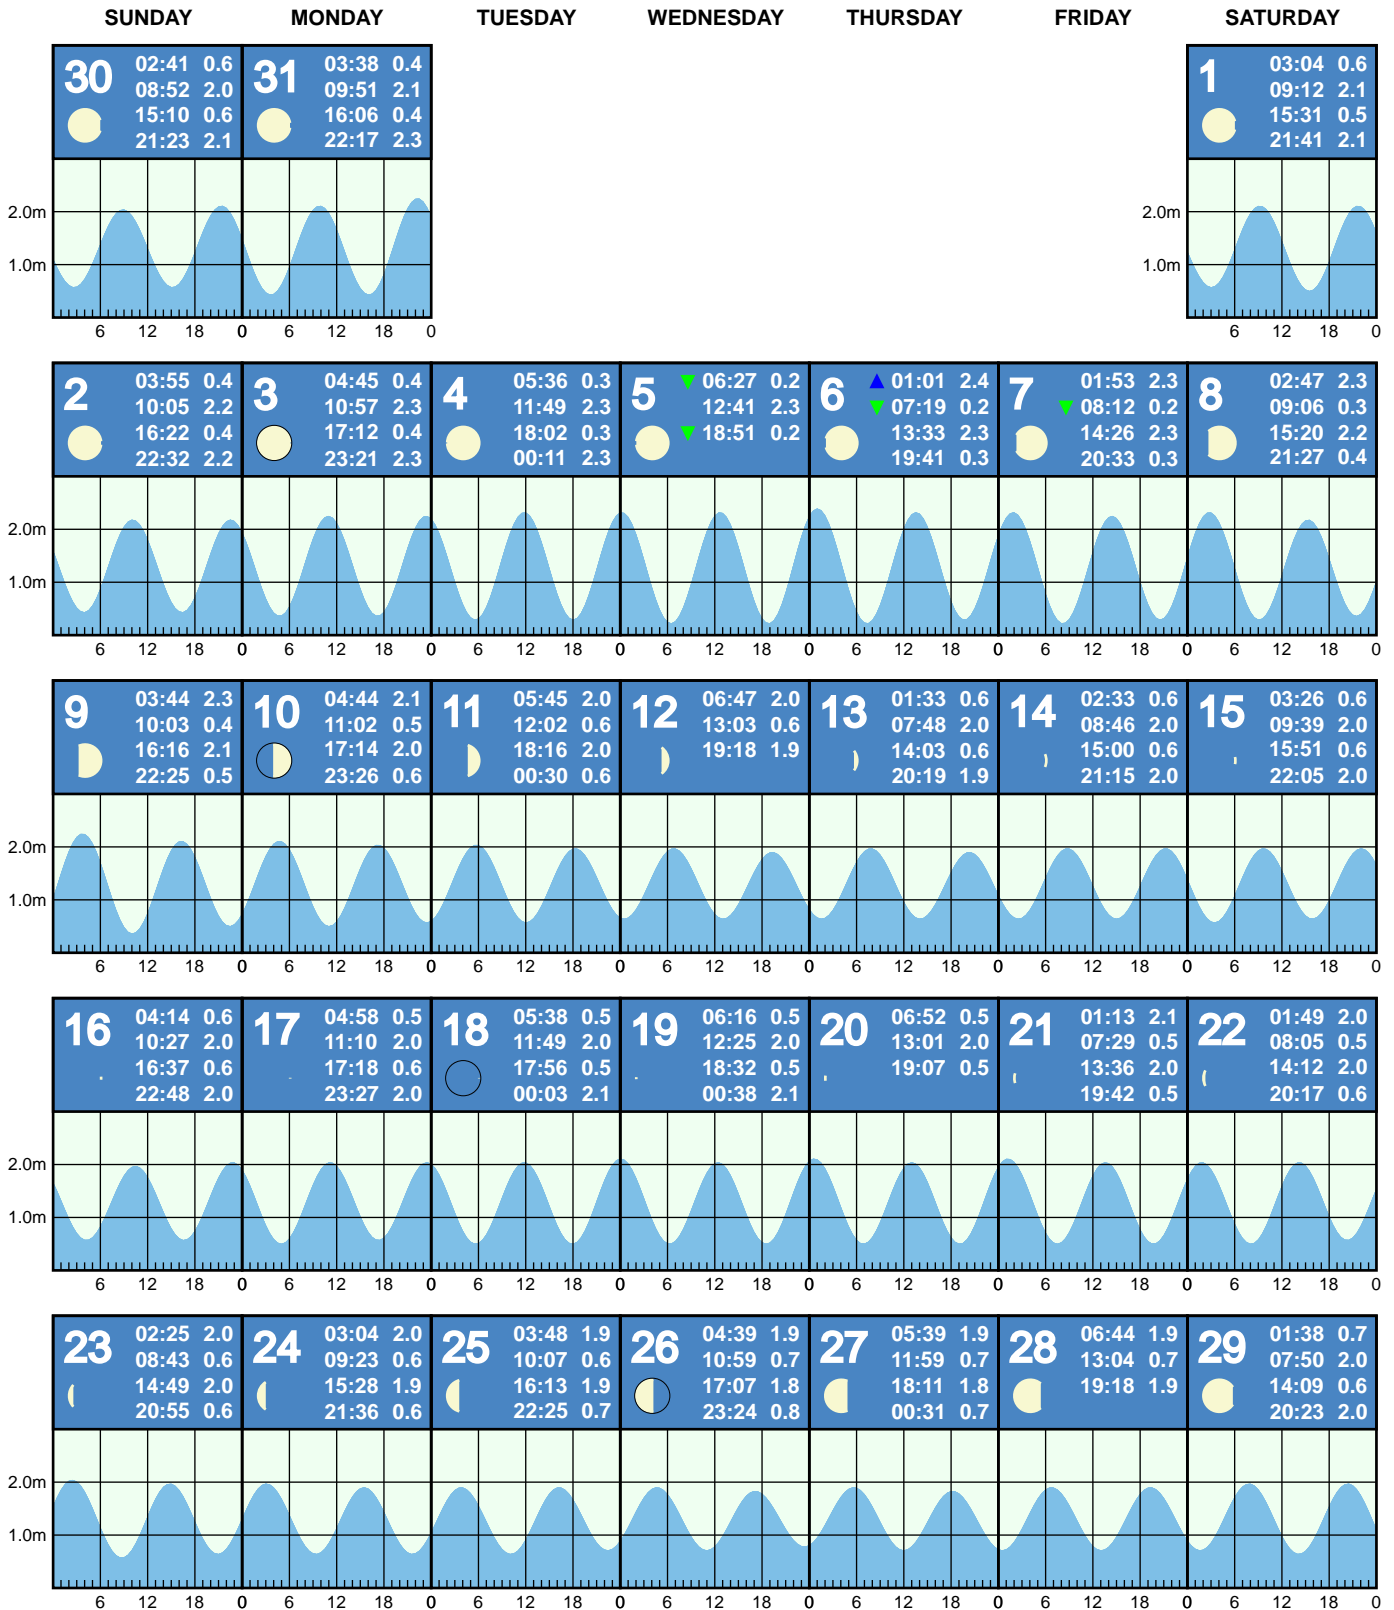 SUNDAY MONDAY TUESDAY WEDNESDAY THURSDAY FRIDAY SATURDAY
30 02:41 0.6
08:52 2.0
15:10 0.6
21:23 2.1
31 03:38 0.4
09:51 2.1
16:06 0.4
22:17 2.3
1 03:04 0.6
09:12 2.1
15:31 0.5
21:41 2.1
2.0m 2.0m
1.0m 1.0m
6 12 18 0 6 12 18 0 6 12 18 0
2 03:55 0.4
10:05 2.2
16:22 0.4
22:32 2.2
3 04:45 0.4
10:57 2.3
17:12 0.4
23:21 2.3
4 05:36 0.3
11:49 2.3
18:02 0.3
00:11 2.3
5 06:27 0.2
12:41 2.3
18:51 0.2
6 01:01 2.4
07:19 0.2
13:33 2.3
19:41 0.3
7 01:53 2.3
08:12 0.2
14:26 2.3
20:33 0.3
8 02:47 2.3
09:06 0.3
15:20 2.2
21:27 0.4
2.0m
1.0m
6 12 18 0 6 12 18 0 6 12 18 0 6 12 18 0 6 12 18 0 6 12 18 0 6 12 18 0
9 03:44 2.3
10:03 0.4
16:16 2.1
22:25 0.5
10 04:44 2.1
11:02 0.5
17:14 2.0
23:26 0.6
11 05:45 2.0
12:02 0.6
18:16 2.0
00:30 0.6
12 06:47 2.0
13:03 0.6
19:18 1.9
13 01:33 0.6
07:48 2.0
14:03 0.6
20:19 1.9
14 02:33 0.6
08:46 2.0
15:00 0.6
21:15 2.0
15 03:26 0.6
09:39 2.0
15:51 0.6
22:05 2.0
2.0m
1.0m
6 12 18 0 6 12 18 0 6 12 18 0 6 12 18 0 6 12 18 0 6 12 18 0 6 12 18 0
16 04:14 0.6
10:27 2.0
16:37 0.6
22:48 2.0
17 04:58 0.5
11:10 2.0
17:18 0.6
23:27 2.0
18 05:38 0.5
11:49 2.0
17:56 0.5
00:03 2.1
19 06:16 0.5
12:25 2.0
18:32 0.5
00:38 2.1
20 06:52 0.5
13:01 2.0
19:07 0.5
21 01:13 2.1
07:29 0.5
13:36 2.0
19:42 0.5
22 01:49 2.0
08:05 0.5
14:12 2.0
20:17 0.6
2.0m
1.0m
6 12 18 0 6 12 18 0 6 12 18 0 6 12 18 0 6 12 18 0 6 12 18 0 6 12 18 0
23 02:25 2.0
08:43 0.6
14:49 2.0
20:55 0.6
24 03:04 2.0
09:23 0.6
15:28 1.9
21:36 0.6
25 03:48 1.9
10:07 0.6
16:13 1.9
22:25 0.7
26 04:39 1.9
10:59 0.7
17:07 1.8
23:24 0.8
27 05:39 1.9
11:59 0.7
18:11 1.8
00:31 0.7
28 06:44 1.9
13:04 0.7
19:18 1.9
29 01:38 0.7
07:50 2.0
14:09 0.6
20:23 2.0
2.0m
1.0m
6 12 18 0 6 12 18 0 6 12 18 0 6 12 18 0 6 12 18 0 6 12 18 0 6 12 18 0